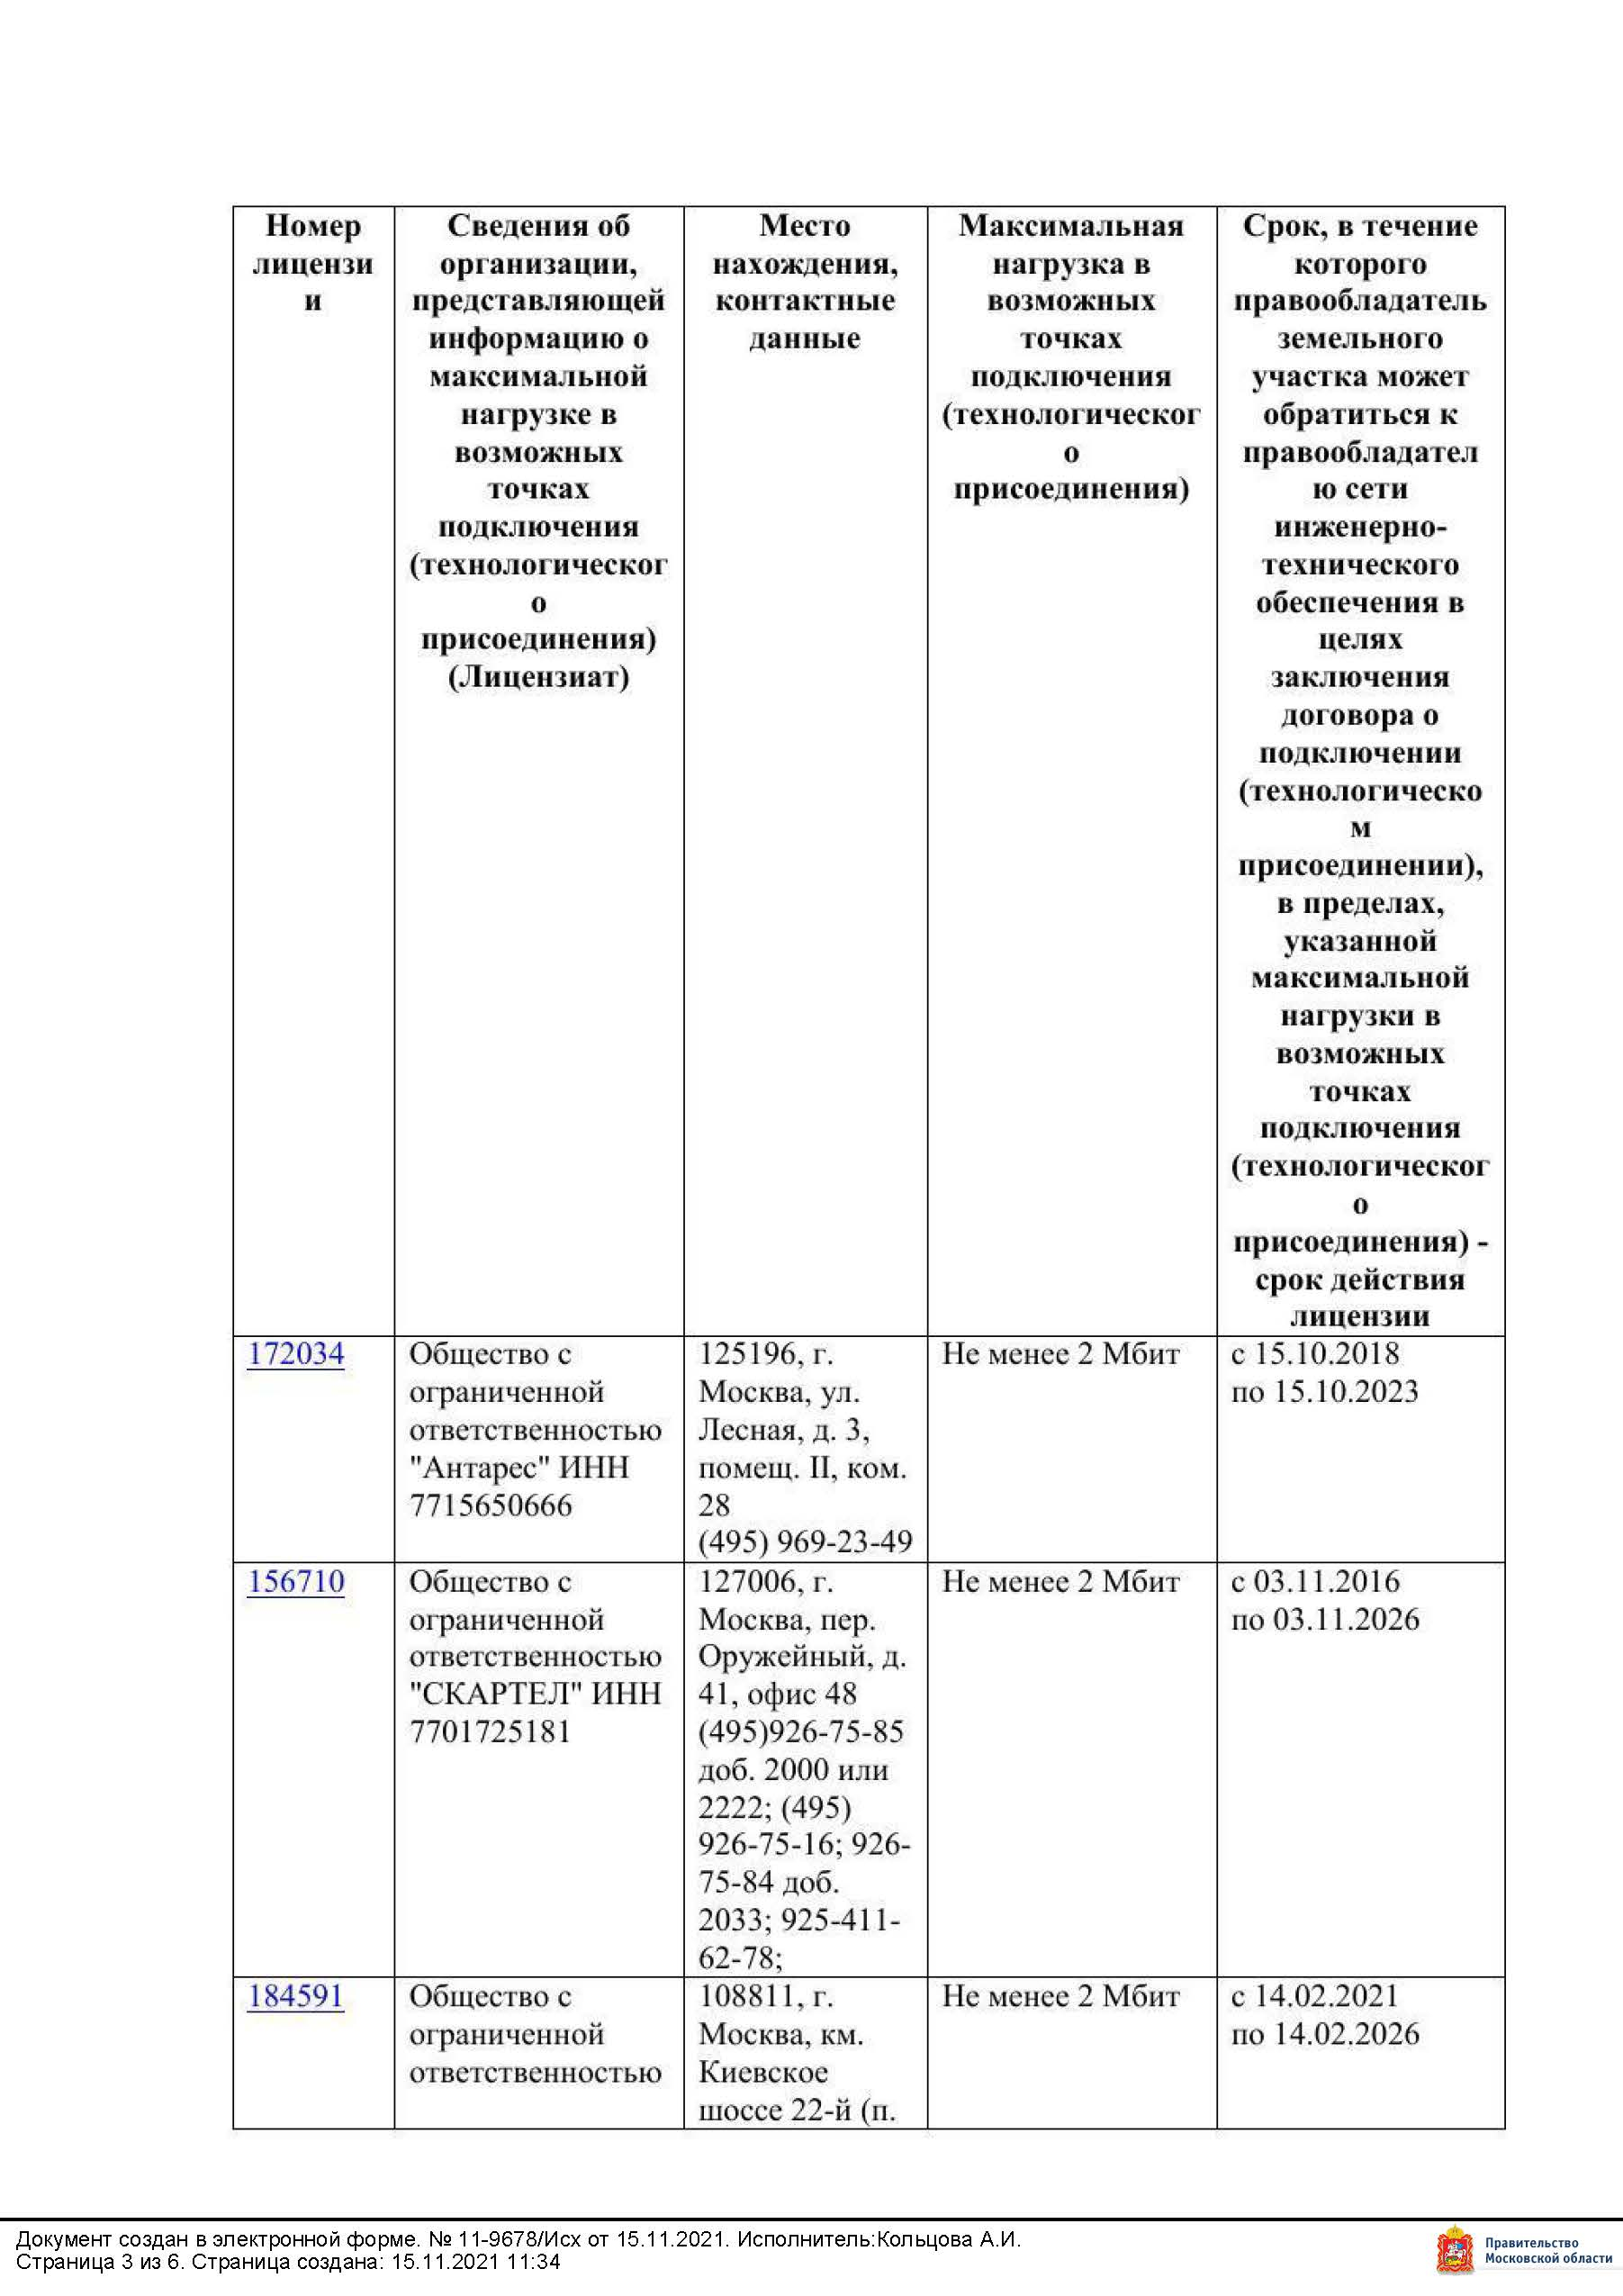 Номер
лицензи
и
Сведения об
организации,
представляющей
информацию о
максимальной
нагрузке в
возможных
точках
подключения
(технологическог
о
присоединения)
(Лицензиат)
Место
нахождения,
контактные
данные
Максимальная
нагрузка в
возможных
точках
подключения
(технологическог
о
присоединения)
Срок, в течение
которого
правообладатель
земельного
участка может
обратиться к
правообладател
ю сети
инженерно-
технического
обеспечения в
целях
заключения
договора о
подключении
(технологическо
м
присоединении),
в пределах,
указанной
максимальной
нагрузки в
возможных
точках
подключения
(технологическог
о
присоединения) -
срок действия
лицензии
172034
Общество с
ограниченной
ответственностью
"Антарес" ИНН
7715650666
125196, г.
Москва, ул.
Лесная, д. 3,
помещ. II, ком.
28
(495) 969-23-49
Не менее 2 Мбит
с 15.10.2018
по 15.10.2023
156710
Общество с
ограниченной
ответственностью
"СКАРТЕЛ" ИНН
7701725181
127006, г.
Москва, пер.
Оружейный, д.
41, офис 48
(495)926-75-85
доб. 2000 или
2222; (495)
926-75-16; 926-
75-84 доб.
2033; 925-411-
62-78;
Не менее 2 Мбит
с 03.11.2016
по 03.11.2026
184591
Общество с
ограниченной
ответственностью
108811, г.
Москва, км.
Киевское
шоссе 22-й (п.
Не менее 2 Мбит
с 14.02.2021
по 14.02.2026
Документ создан в электронной форме. № 11-9678/Исх от 15.11.2021. Исполнитель:Кольцова А.И.
Страница 3 из 6. Страница создана: 15.11.2021 11:34
Правительство
Московской области